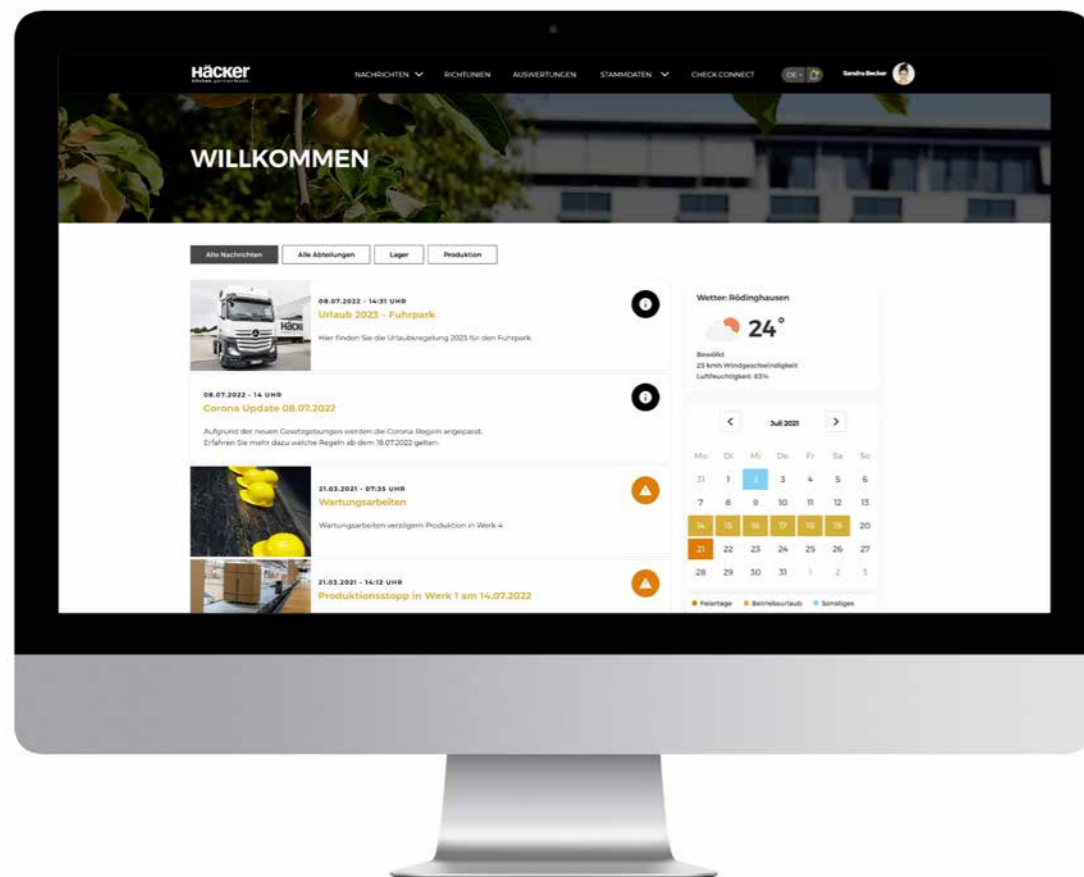 Häcker
NACHRICHTEN RICHTLINIEN AUSWERTUNGEN STAMMDATEN CHECK.CONNECT DE Sandra Becker
WILLKOMMEN
Alle Nachrichten Alle Abteilungen Lager Produktion
08.07.2022 - 14:31 UHR
Urlaub 2023 – Fuhrpark
Hier finden Sie die Urlaubsregelung 2023 für den Fuhrpark.
HÄCKE
08.07.2022 - 14 UHR
Corona Update 08.07.2022
Aufgrund der neuen Gesetzgebungen werden die Corona-Regeln angepasst.
Erfahren Sie mehr dazu welche Regeln ab dem 18.07.2022 gelten.
21.03.2021 - 07:35 UHR
Wartungsarbeiten
Wartungsarbeiten verzögern Produktion in Werk 4
21.03.2021 - 14:12 UHR
Produktionsstopp in Werk 1 am 14.07.2022
Wetter: Rödinghausen
24°
Bewölkt
23 kmh Windgeschwindigkeit
Luftfeuchtigkeit: 83%
Juli 2021
Mo Di Mi Do Fr Sa So
31 1 2 3 4 5 6
7 8 9 10 11 12 13
14 15 16 17 18 19 20
21 22 23 24 25 26 27
28 29 30 31 1 2 3
Feiertage Betriebsurlaub Sonstiges